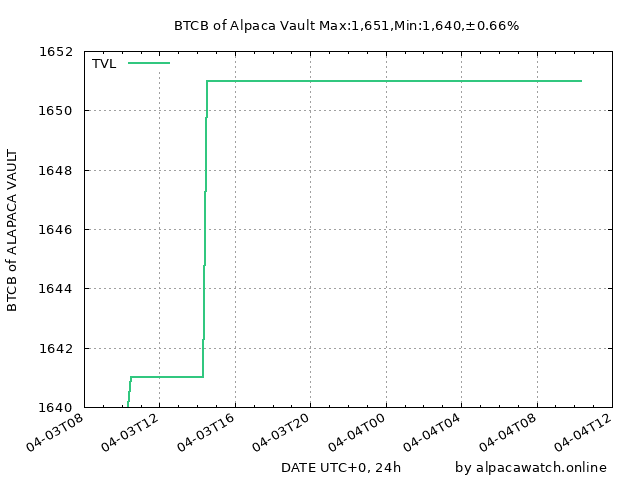 BTCB of Alpaca Vault Max:1,651,Min:1,640,±0.66%
TVL
BTCB of ALAPACA VAULT
1652
1650
1648
1646
1644
1642
1640
04-03T08
04-03T12
04-03T16
04-03T20
04-04T00
04-04T04
04-04T08
04-04T12
DATE UTC+0, 24h
by alpacawatch.online